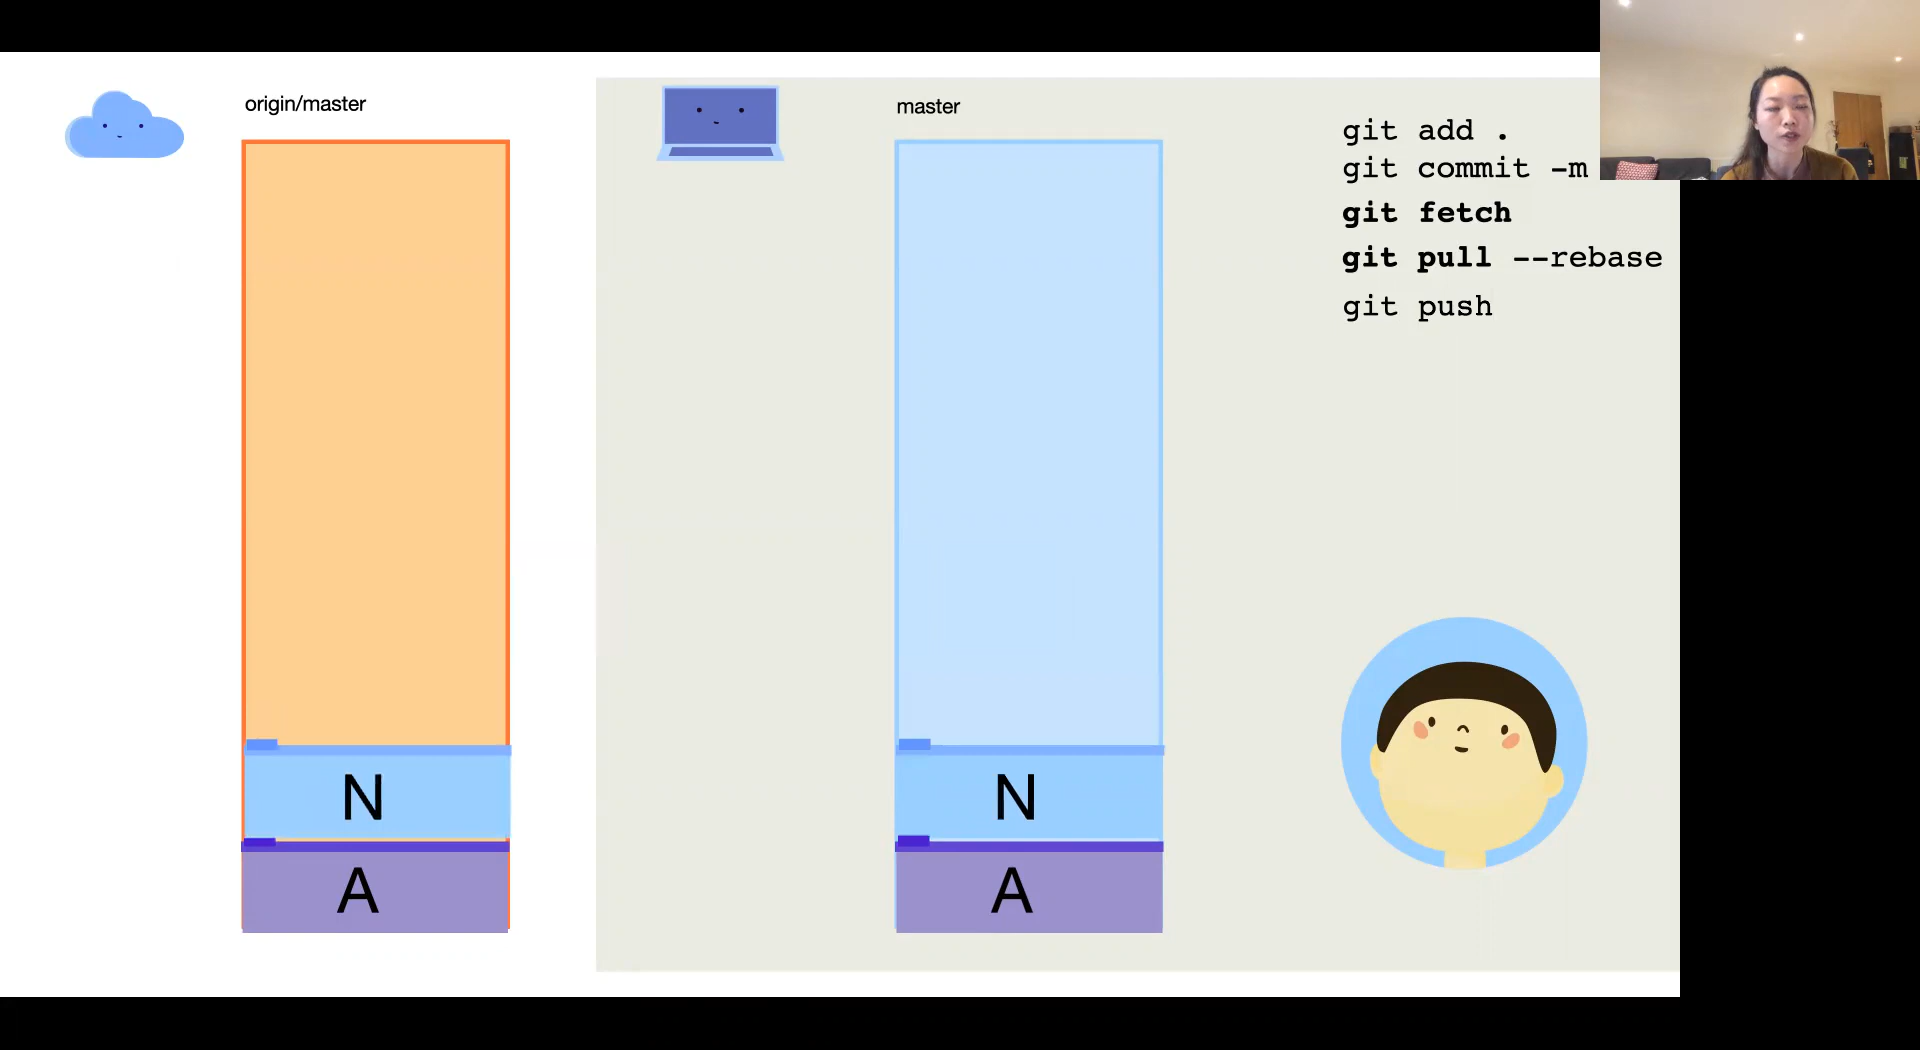 origin/master
master
git add .
git commit -m
git fetch
git pull --rebase
git push
N
N
A
A